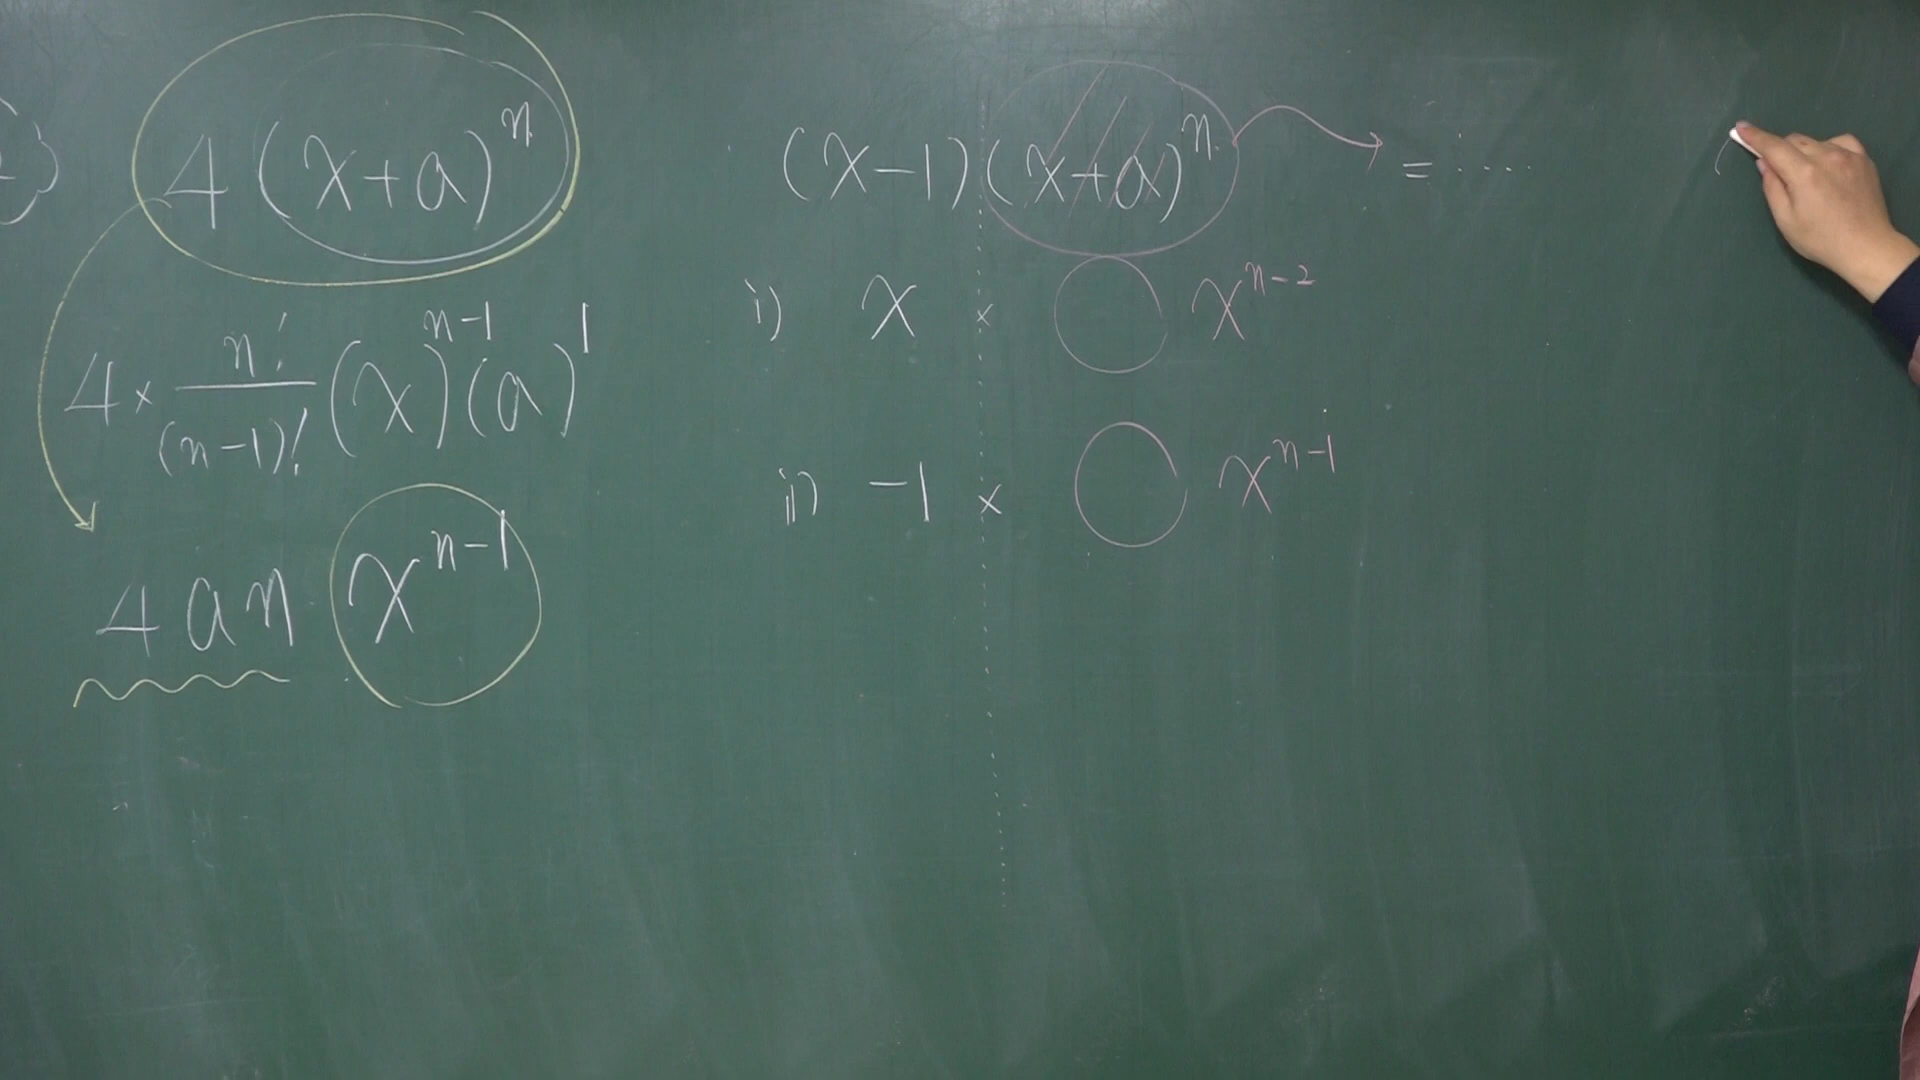 4(x+a)^n
4 × n!/(n-1)! (x)^{n-1} (a)^1
4an x^{n-1}
(x-1)(x+a)^n = ....
i) x × ○ x^{n-2}
ii) -1 × ○ x^{n-1}